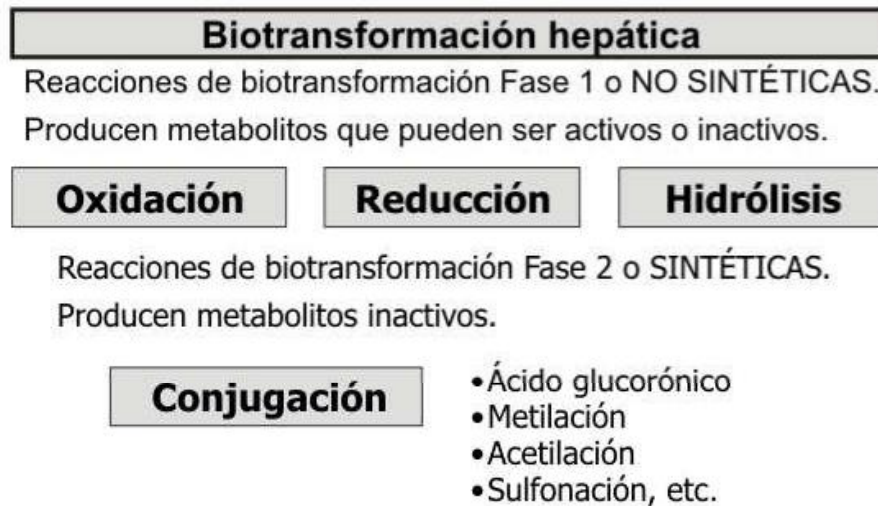 Biotransformación hepática
Reacciones de biotransformación Fase 1 o NO SINTÉTICAS.
Producen metabolitos que pueden ser activos o inactivos.
Oxidación Reducción Hidrólisis
Reacciones de biotransformación Fase 2 o SINTÉTICAS.
Producen metabolitos inactivos.
Conjugación
•Ácido glucorónico
•Metilación
•Acetilación
•Sulfonación, etc.